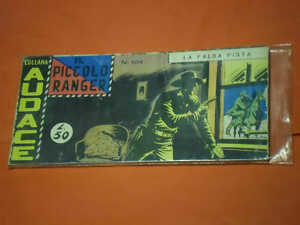 COLLANA
AUDACE
IL
PICCOLO
RANGER
L.
50
LA FALSA PISTA